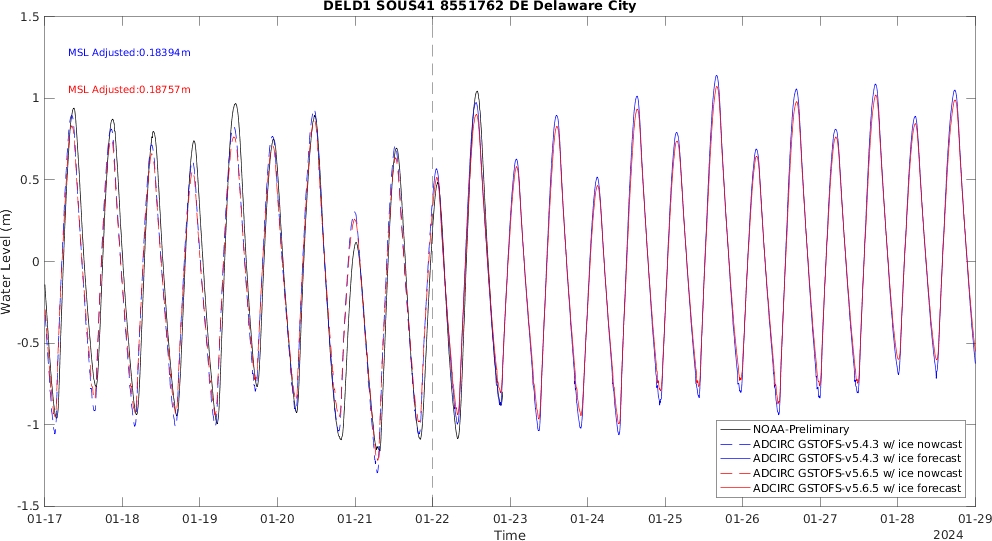 DELD1 SOUS41 8551762 DE Delaware City
1.5
1
0.5
0
-0.5
-1
-1.5
Water Level (m)
MSL Adjusted:0.18394m
MSL Adjusted:0.18757m
NOAA-Preliminary
ADCIRC GSTOFS-v5.4.3 w/ ice nowcast
ADCIRC GSTOFS-v5.4.3 w/ ice forecast
ADCIRC GSTOFS-v5.6.5 w/ ice nowcast
ADCIRC GSTOFS-v5.6.5 w/ ice forecast
01-17 01-18 01-19 01-20 01-21 01-22 01-23 01-24 01-25 01-26 01-27 01-28 01-29
Time
2024